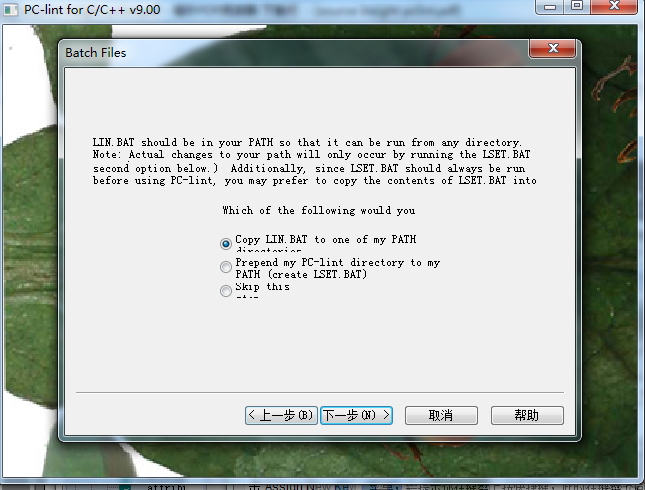 PC-lint for C/C++ v9.00
Batch Files
LIN.BAT should be in your PATH so that it can be run from any directory.
Note: Actual changes to your path will only occur by running the LSET.BAT
second option below.) Additionally, since LSET.BAT should always be run
before using PC-lint, you may prefer to copy the contents of LSET.BAT into
Which of the following would you
Copy LIN.BAT to one of my PATH
directories
Prepend my PC-lint directory to my
PATH (create LSET.BAT)
Skip this
< 上一步(B) 下一步(N) > 取消 帮助